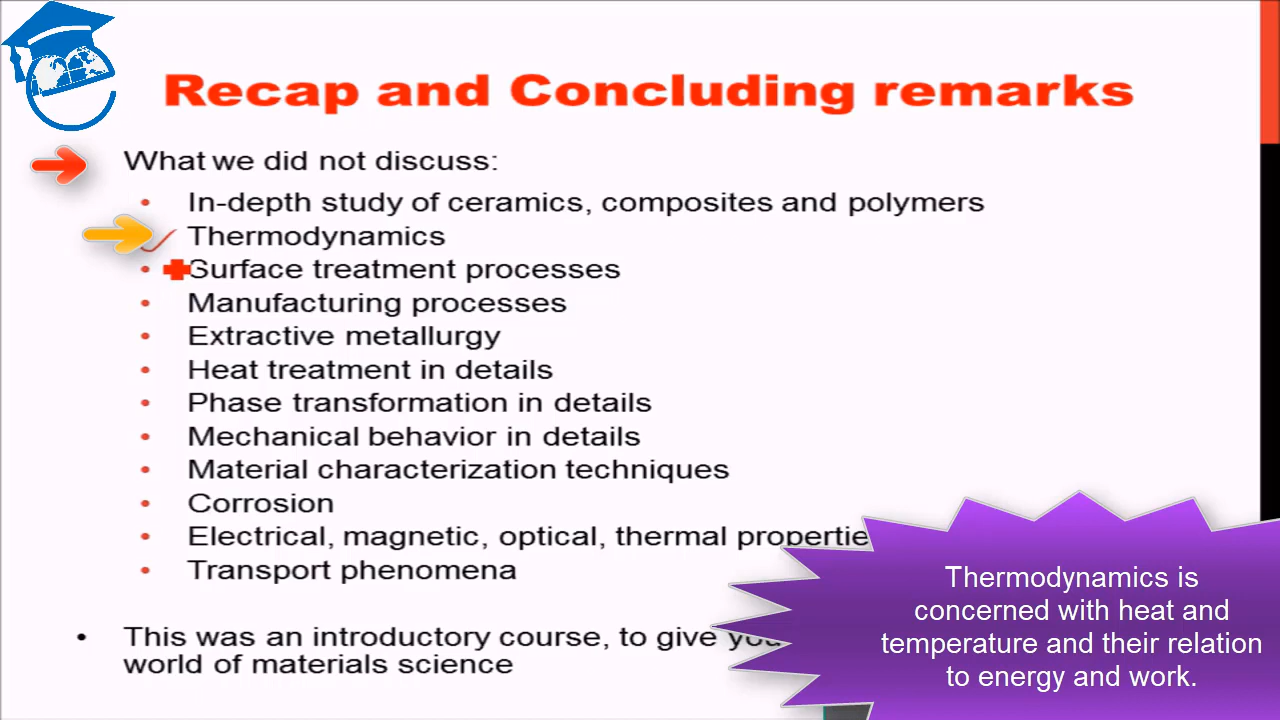 Recap and Concluding remarks
What we did not discuss:
• In-depth study of ceramics, composites and polymers
Thermodynamics
• Surface treatment processes
• Manufacturing processes
• Extractive metallurgy
• Heat treatment in details
• Phase transformation in details
• Mechanical behavior in details
• Material characterization techniques
• Corrosion
• Electrical, magnetic, optical, thermal propertie
• Transport phenomena
• This was an introductory course, to give you
world of materials science
Thermodynamics is
concerned with heat and
temperature and their relation
to energy and work.